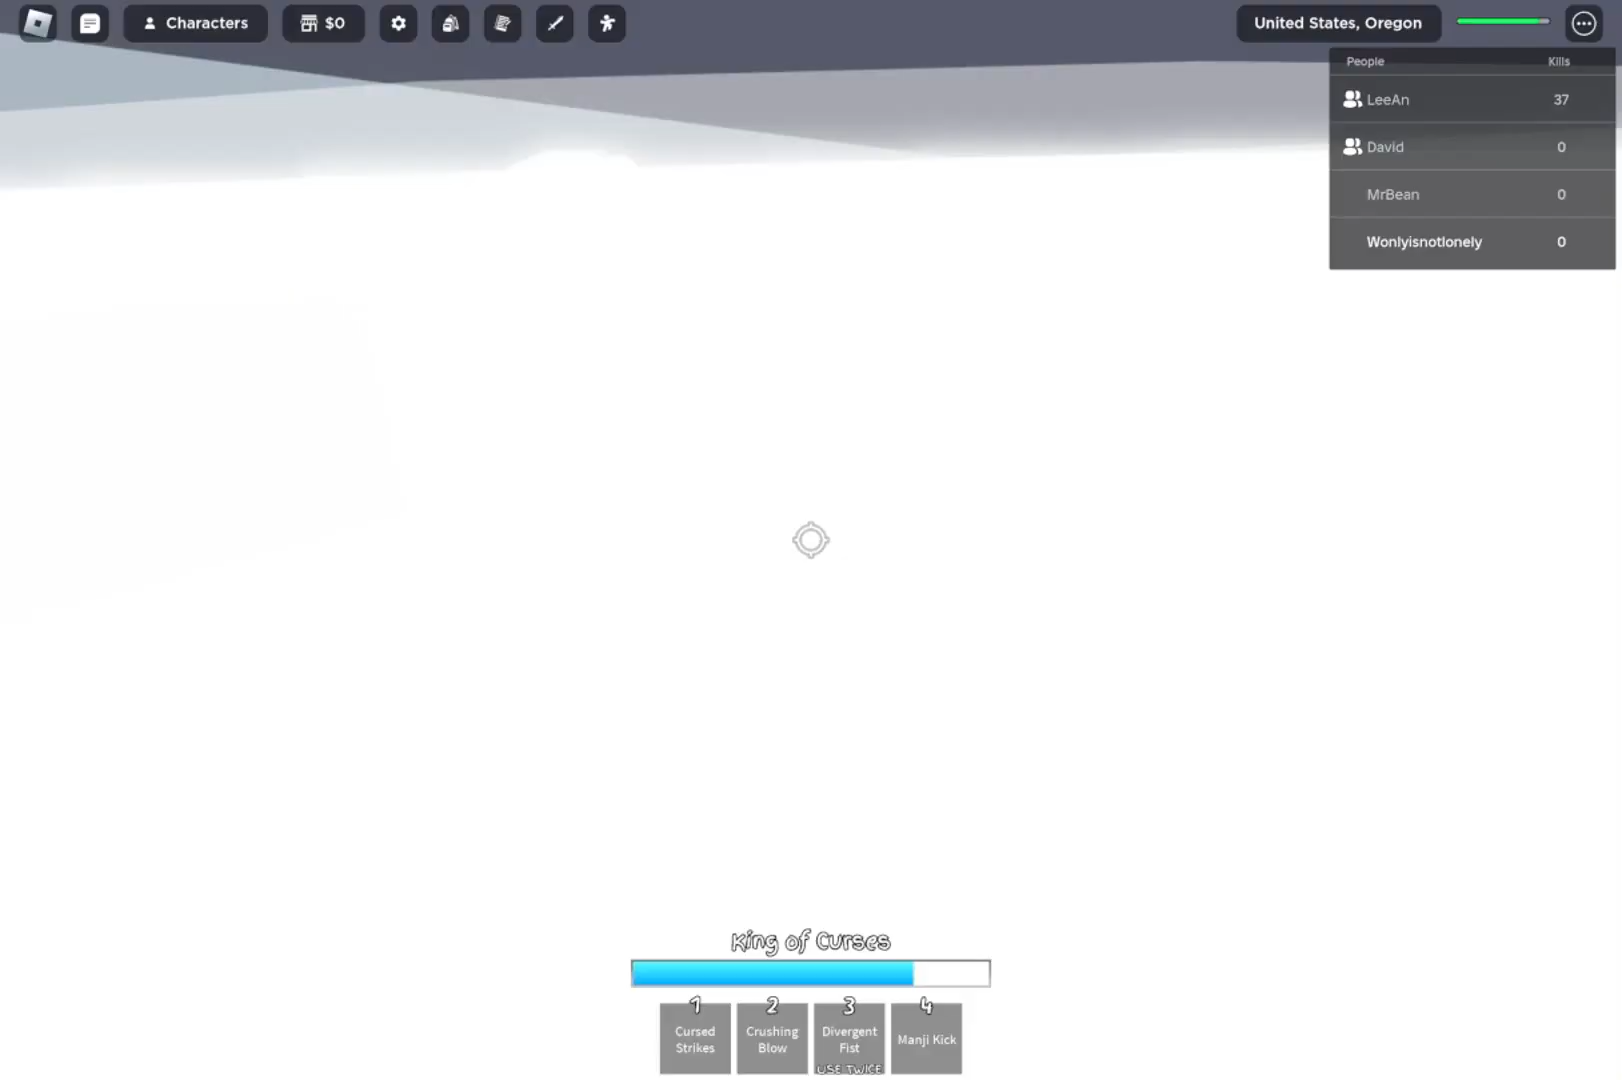 Characters
$0
United States, Oregon
People Kills
LeeAn 37
David 0
MrBean 0
Wonlyisnotlonely 0
King of Curses
1 2 3 4
Cursed Strikes
Crushing Blow
Divergent Fist
USE TWICE
Manji Kick